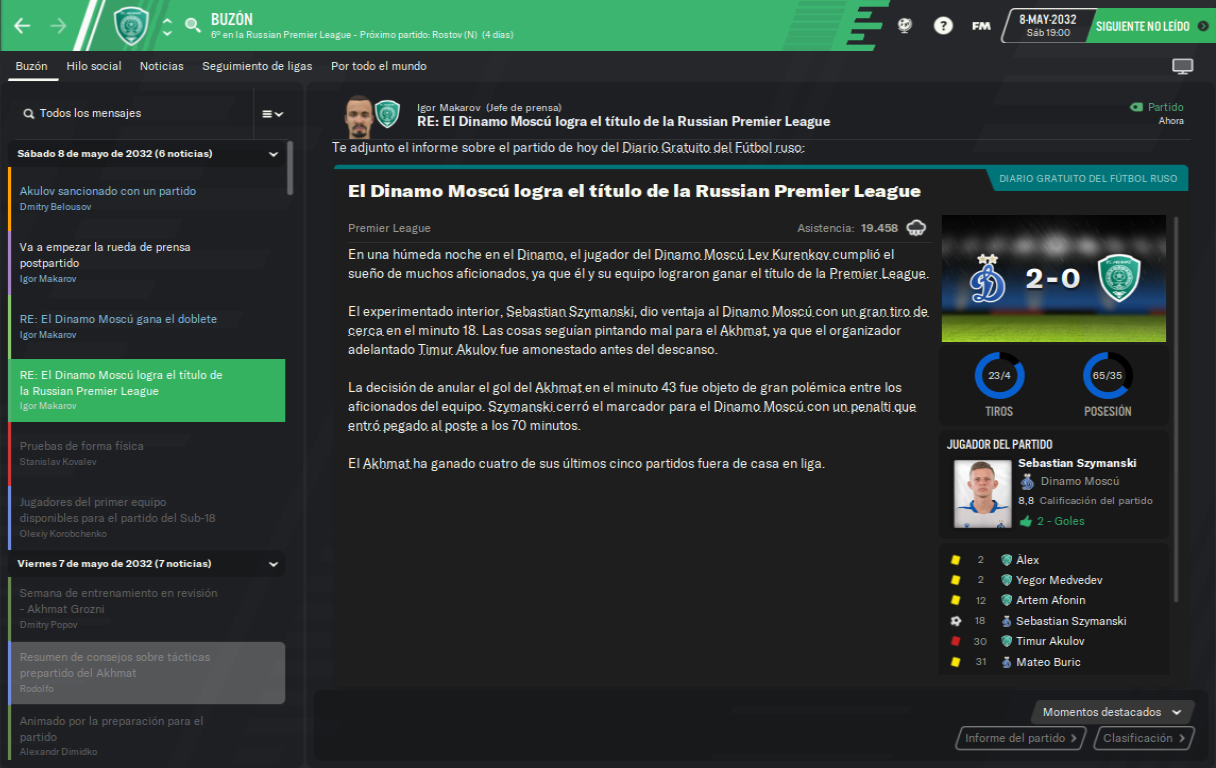 BUZÓN
6º en la Russian Premier League - Próximo partido: Rostov (N) (4 días)
FM
8-MAY-2032
Sáb 19:00
SIGUIENTE NO LEÍDO
Buzón
Hilo social
Noticias
Seguimiento de ligas
Por todo el mundo
Todos los mensajes
Sábado 8 de mayo de 2032 (6 noticias)
Akulov sancionado con un partido
Dmitry Belousov
Va a empezar la rueda de prensa
postpartido
Igor Makarov
RE: El Dinamo Moscú gana el doblete
Igor Makarov
RE: El Dinamo Moscú logra el título de
la Russian Premier League
Igor Makarov
Pruebas de forma física
Stanislav Kovalev
Jugadores del primer equipo
disponibles para el partido del Sub-18
Olexiy Korobchenko
Viernes 7 de mayo de 2032 (7 noticias)
Semana de entrenamiento en revisión
- Akhmat Grozni
Dmitry Popov
Resumen de consejos sobre tácticas
prepartido del Akhmat
Rodolfo
Animado por la preparación para el
partido
Alexandr Dimidko
Igor Makarov (Jefe de prensa)
RE: El Dinamo Moscú logra el título de la Russian Premier League
Partido
Ahora
Te adjunto el informe sobre el partido de hoy del Diario Gratuito del Fútbol ruso:
DIARIO GRATUITO DEL FÚTBOL RUSO
El Dinamo Moscú logra el título de la Russian Premier League
Premier League
Asistencia: 19.458
En una húmeda noche en el Dinamo, el jugador del Dinamo Moscú Lev Kurenkov cumplió el
sueño de muchos aficionados, ya que él y su equipo lograron ganar el título de la Premier League.
El experimentado interior, Sebastian Szymanski, dio ventaja al Dinamo Moscú con un gran tiro de
cerca en el minuto 18. Las cosas seguían pintando mal para el Akhmat, ya que el organizador
adelantado Timur Akulov fue amonestado antes del descanso.
La decisión de anular el gol del Akhmat en el minuto 43 fue objeto de gran polémica entre los
aficionados del equipo. Szymanski cerró el marcador para el Dinamo Moscú con un penalti que
entró pegado al poste a los 70 minutos.
El Akhmat ha ganado cuatro de sus últimos cinco partidos fuera de casa en liga.
2-0
23/4
TIROS
65/35
POSESIÓN
JUGADOR DEL PARTIDO
Sebastian Szymanski
Dinamo Moscú
8,8 Calificación del partido
2 - Goles
2 Àlex
2 Yegor Medvedev
12 Artem Afonin
18 Sebastian Szymanski
30 Timur Akulov
31 Mateo Buric
Momentos destacados
Informe del partido
Clasificación